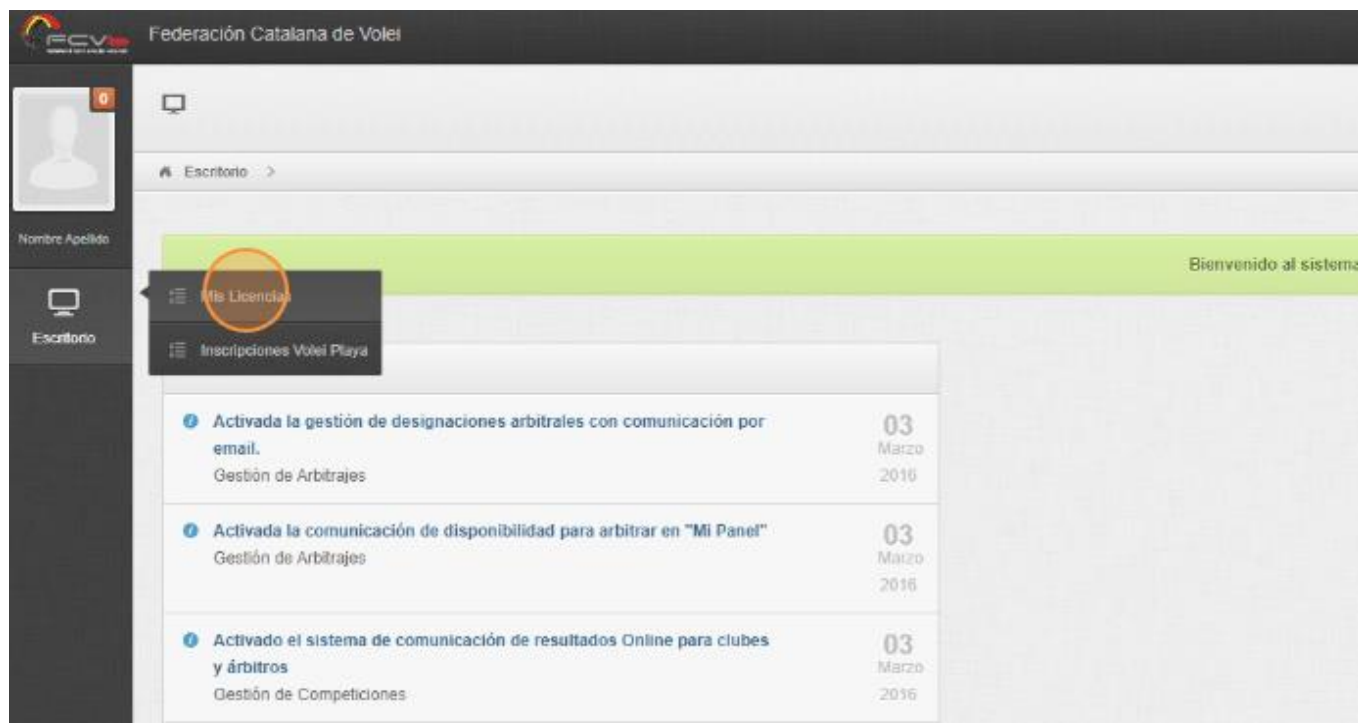 FCVb
Federación Catalana de Volei
0
Escritorio >
Nombre Apellido
Bienvenido al sistema
Mis Licencias
Escritorio
Inscripciones Volei Playa
Activada la gestión de designaciones arbitrales con comunicación por
email.
Gestión de Arbitrajes
03
Marzo
2016
Activada la comunicación de disponibilidad para arbitrar en "Mi Panel"
Gestión de Arbitrajes
03
Marzo
2016
Activado el sistema de comunicación de resultados Online para clubes
y árbitros
Gestión de Competiciones
03
Marzo
2016